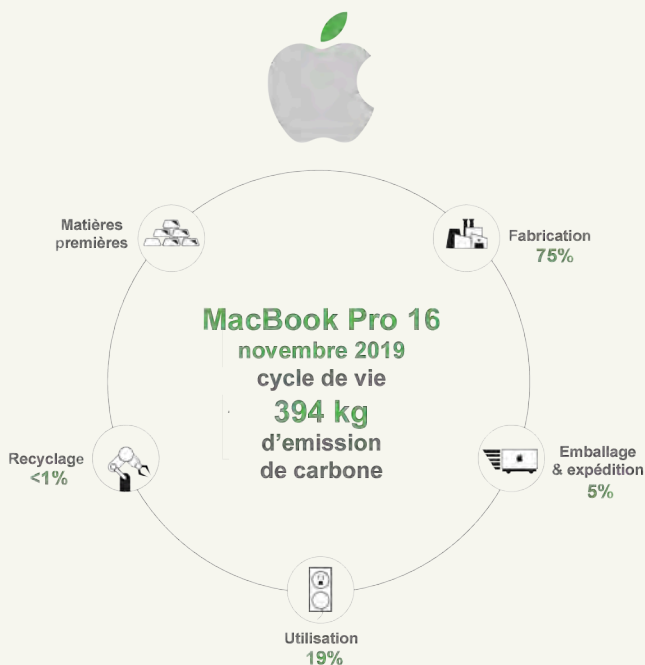 Matières
premières
Fabrication
75%
MacBook Pro 16
novembre 2019
cycle de vie
394 kg
d'emission
de carbone
Recyclage
<1%
Emballage
& expédition
5%
Utilisation
19%